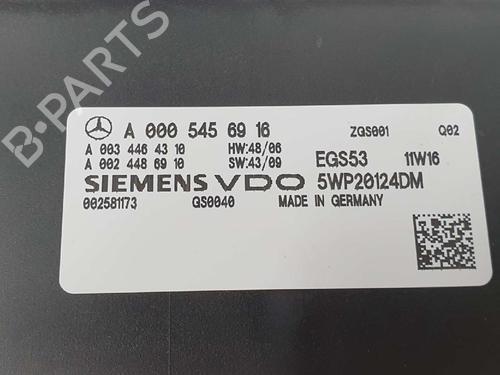 A 000 545 69 16 ZGS001 Q02
A 003 446 43 10 HW:48/06
A 002 448 69 10 SW:43/09 EGS53 11W16
SIEMENS VDO 5WP20124DM
002581173 GS0040 MADE IN GERMANY
B-PARTS